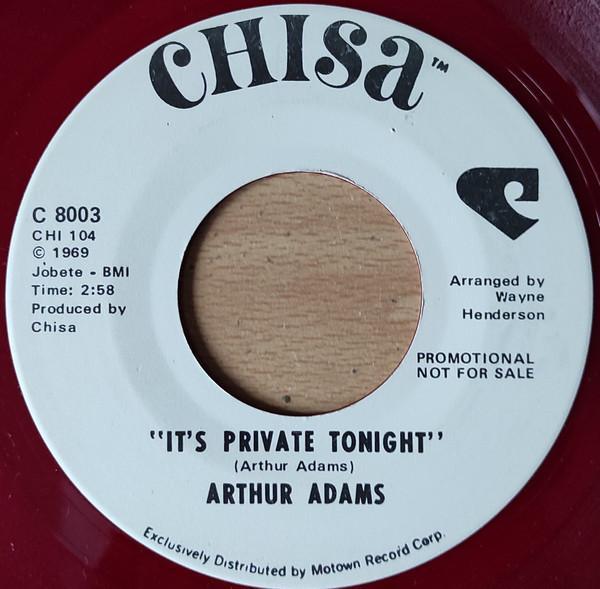 CHISA™
C 8003
CHI 104
© 1969
Jobete - BMI
Time: 2:58
Produced by
Chisa
Arranged by
Wayne
Henderson
PROMOTIONAL
NOT FOR SALE
"IT'S PRIVATE TONIGHT"
(Arthur Adams)
ARTHUR ADAMS
Exclusively Distributed by Motown Record Corp.